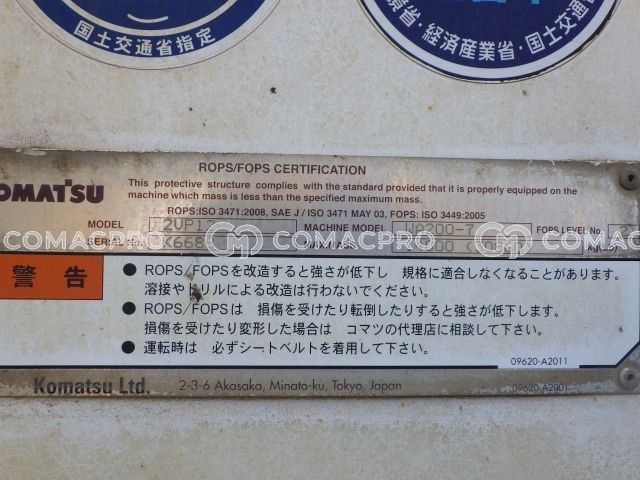 国土交通省指定
境省・経済産業省・国土交
ROPS/FOPS CERTIFICATION
KOMATSU
This protective structure complies with the standard provided that it is properly equipped on the
machine which mass is less than the specified maximum mass.
ROPS:ISO 3471:2008, SAE J / ISO 3471 MAY 03, FOPS: ISO 3449:2005
MODEL MACHINE MODEL WA200-7 FOPS LEVEL No.
SERIAL No.
COMACPRO COMACPRO COMACPRO
警告
● ROPS/FOPSを改造すると強さが低下し 規格に適合しなくなることがあります。
溶接やドリルによる改造は行わないでください。
● ROPS/FOPSは 損傷を受けたり転倒したりすると強さが低下します。
損傷を受けたり変形した場合は コマツの代理店に相談して下さい。
● 運転時は 必ずシートベルトを着用して下さい。
09620-A2011
Komatsu Ltd. 2-3-6 Akasaka, Minato-ku, Tokyo, Japan 09620-A2001
COMACPRO COMACPRO COMACPRO